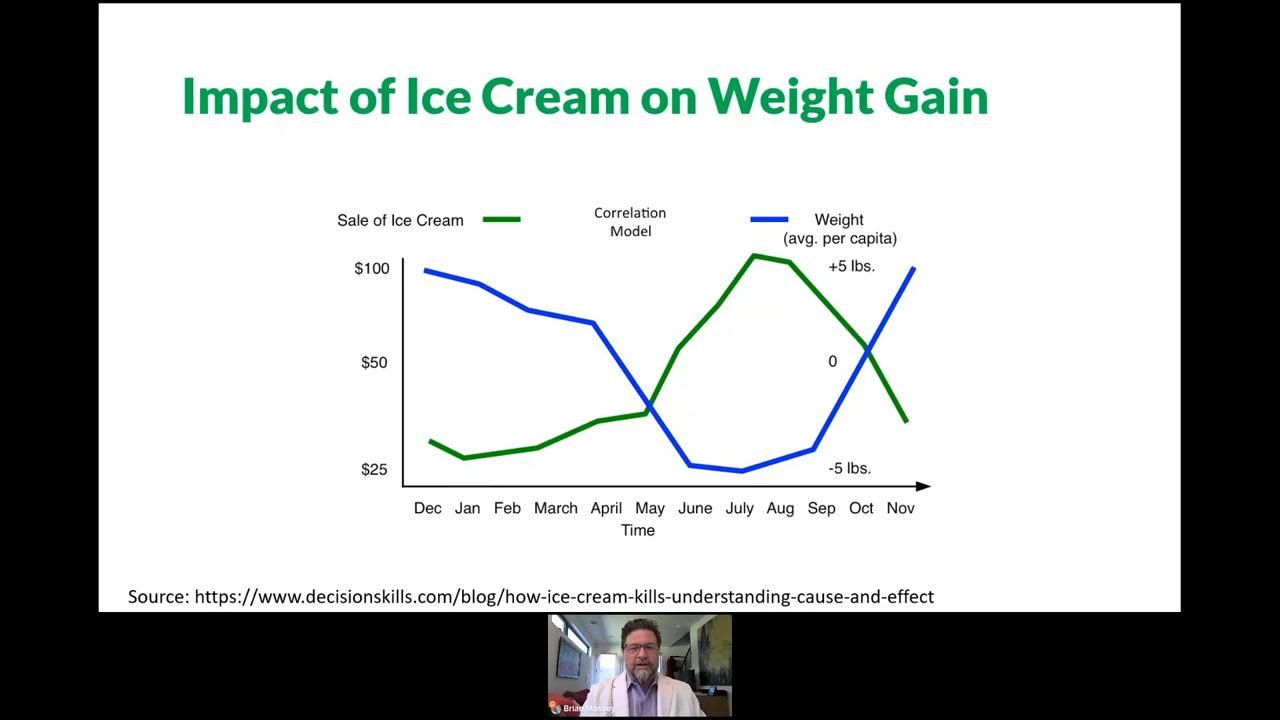 Impact of Ice Cream on Weight Gain
Sale of Ice Cream
Correlation
Model
Weight
(avg. per capita)
$100
+5 lbs.
$50
0
$25
-5 lbs.
Dec Jan Feb March April May June July Aug Sep Oct Nov
Time
Source: https://www.decisionskills.com/blog/how-ice-cream-kills-understanding-cause-and-effect
Brian Massey